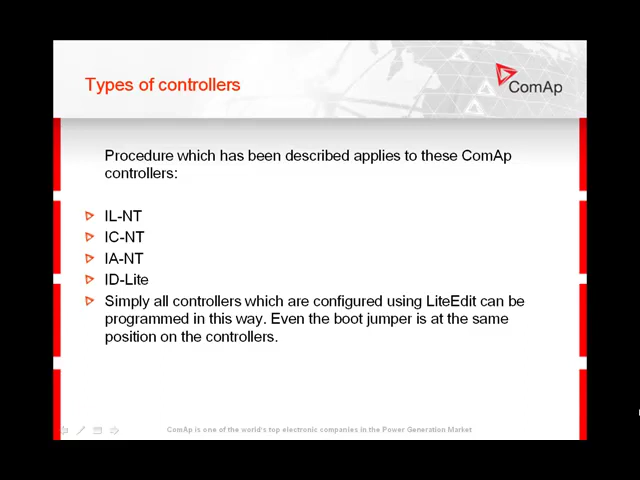 Types of controllers
ComAp
Procedure which has been described applies to these ComAp
controllers:
IL-NT
IC-NT
IA-NT
ID-Lite
Simply all controllers which are configured using LiteEdit can be
programmed in this way. Even the boot jumper is at the same
position on the controllers.
ComAp is one of the world's top electronic companies in the Power Generation Market